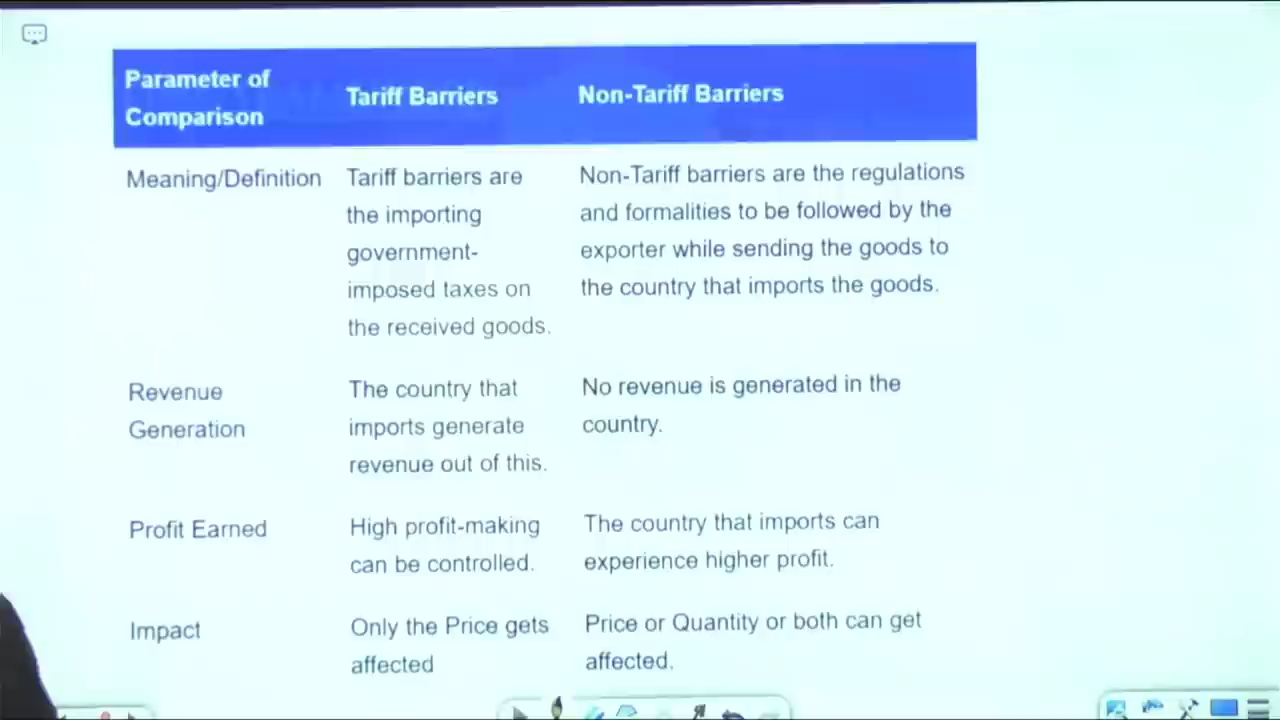 Parameter of
Comparison
Tariff Barriers
Non-Tariff Barriers
Meaning/Definition
Tariff barriers are
the importing
government-
imposed taxes on
the received goods.
Non-Tariff barriers are the regulations
and formalities to be followed by the
exporter while sending the goods to
the country that imports the goods.
Revenue
Generation
The country that
imports generate
revenue out of this.
No revenue is generated in the
country.
Profit Earned
High profit-making
can be controlled.
The country that imports can
experience higher profit.
Impact
Only the Price gets
affected
Price or Quantity or both can get
affected.